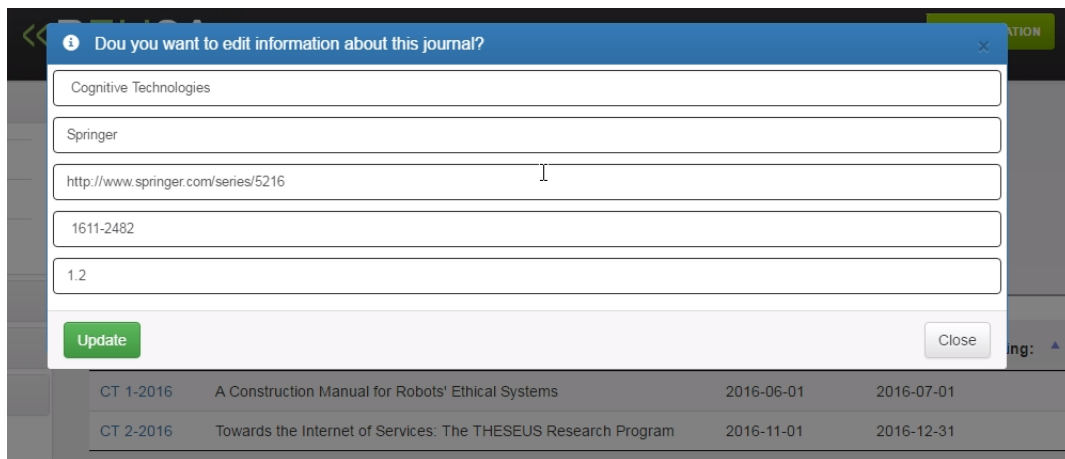 Dou you want to edit information about this journal?
×
Cognitive Technologies
Springer
http://www.springer.com/series/5216
1611-2482
1.2
Update
Close
CT 1-2016 A Construction Manual for Robots' Ethical Systems 2016-06-01 2016-07-01
CT 2-2016 Towards the Internet of Services: The THESEUS Research Program 2016-11-01 2016-12-31